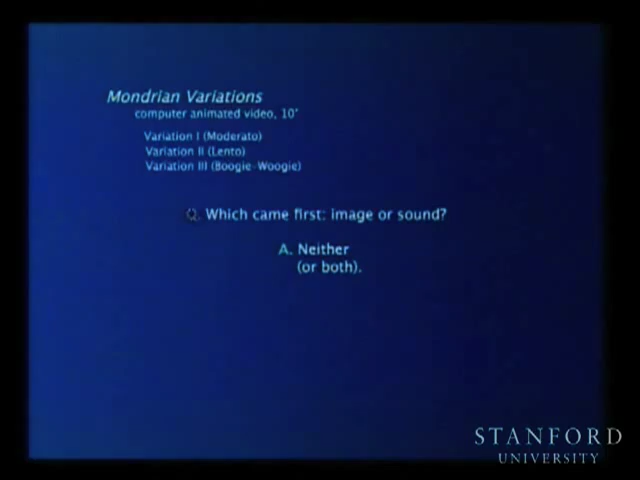 Mondrian Variations
computer animated video, 10"
Variation I (Moderato)
Variation II (Lento)
Variation III (Boogie-Woogie)
Q. Which came first: image or sound?
A. Neither
(or both).
STANFORD
UNIVERSITY